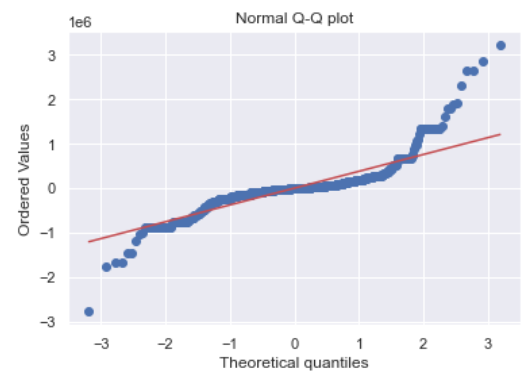 Normal Q-Q plot
1e6
3
2
1
0
−1
−2
−3
Ordered Values
−3 −2 −1 0 1 2 3
Theoretical quantiles